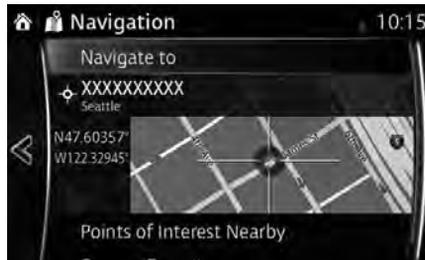 Navigation 10:15
Navigate to
XXXXXXXXXX
Seattle
N47.60357°
W122.32945°
Points of Interest Nearby